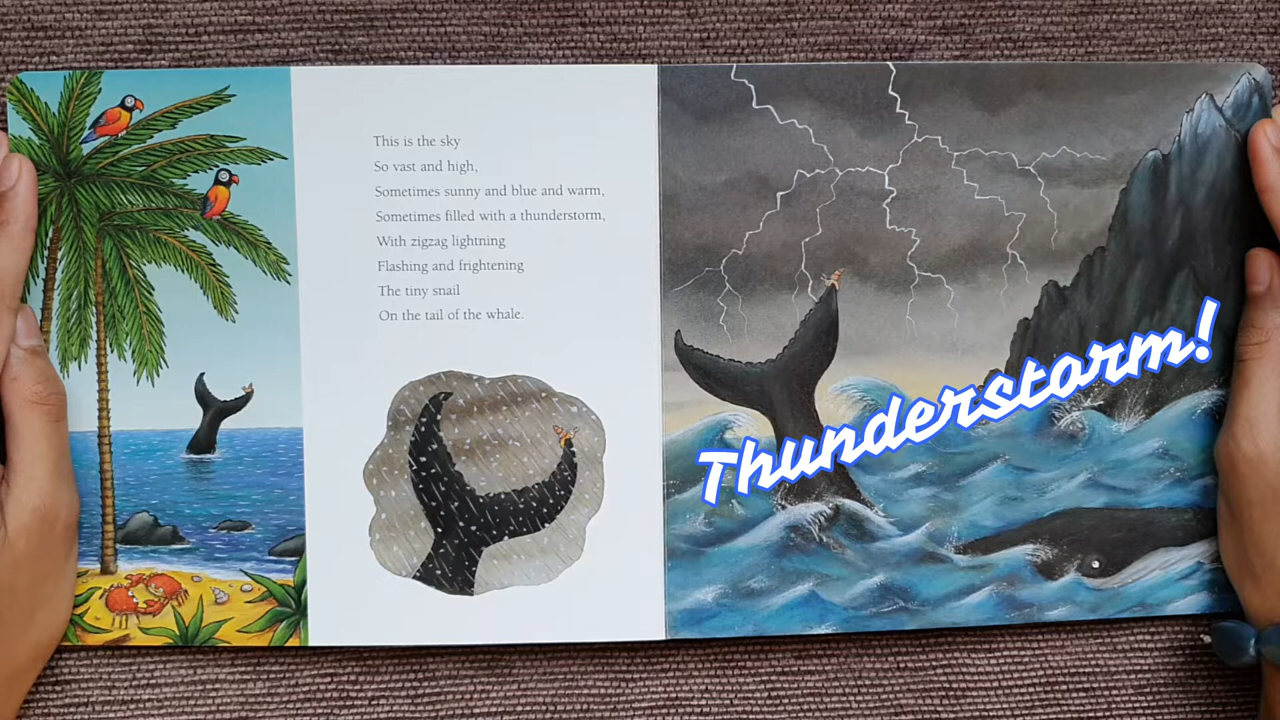 This is the sky
So vast and high,
Sometimes sunny and blue and warm,
Sometimes filled with a thunderstorm,
With zigzag lightning
Flashing and frightening
The tiny snail
On the tail of the whale.
Thunderstorm!